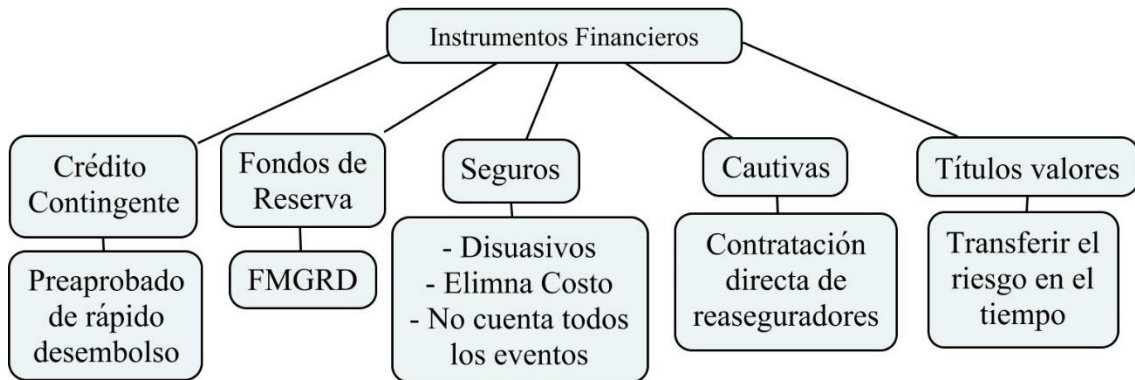 Instrumentos Financieros
Crédito
Contingente
Fondos de
Reserva
Seguros
Cautivas
Títulos valores
Preaprobado
de rápido
desembolso
FMGRD
- Disuasivos
- Elimna Costo
- No cuenta todos
los eventos
Contratación
directa de
reaseguradores
Transferir el
riesgo en el
tiempo